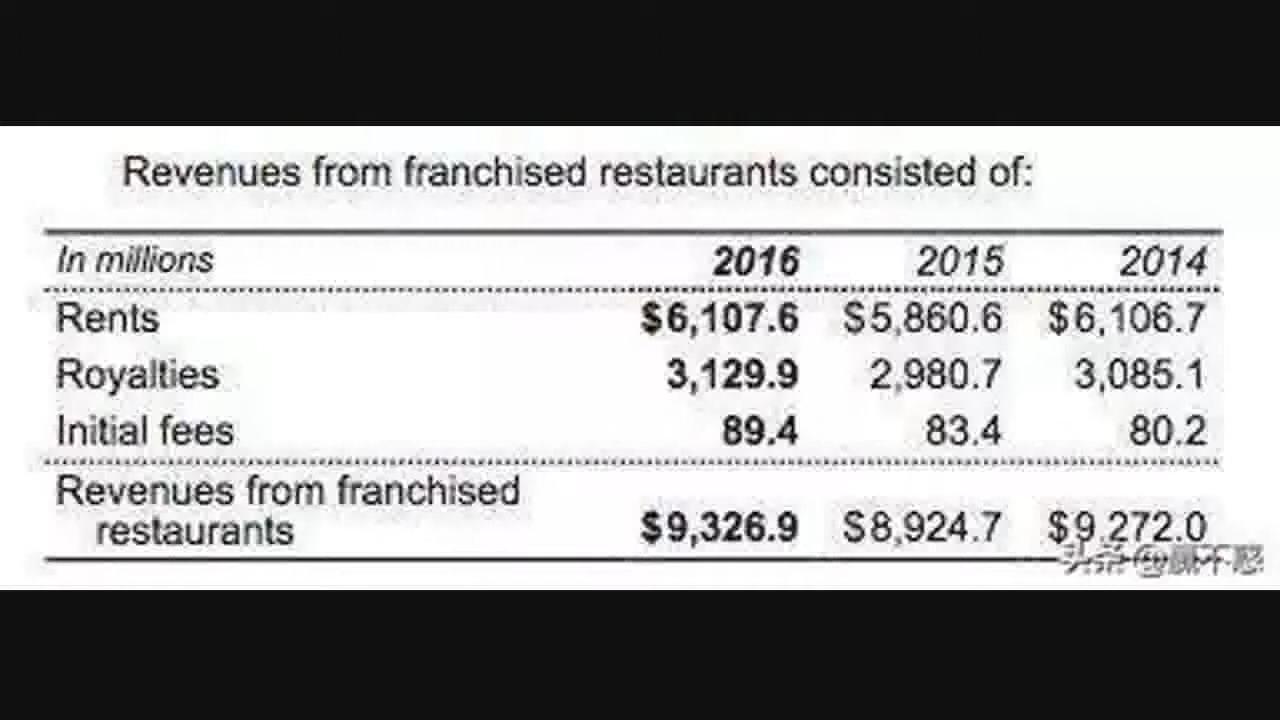 Revenues from franchised restaurants consisted of:
In millions 2016 2015 2014
Rents $6,107.6 $5,860.6 $6,106.7
Royalties 3,129.9 2,980.7 3,085.1
Initial fees 89.4 83.4 80.2
Revenues from franchised
restaurants $9,326.9 $8,924.7 $9,272.0
头条 @